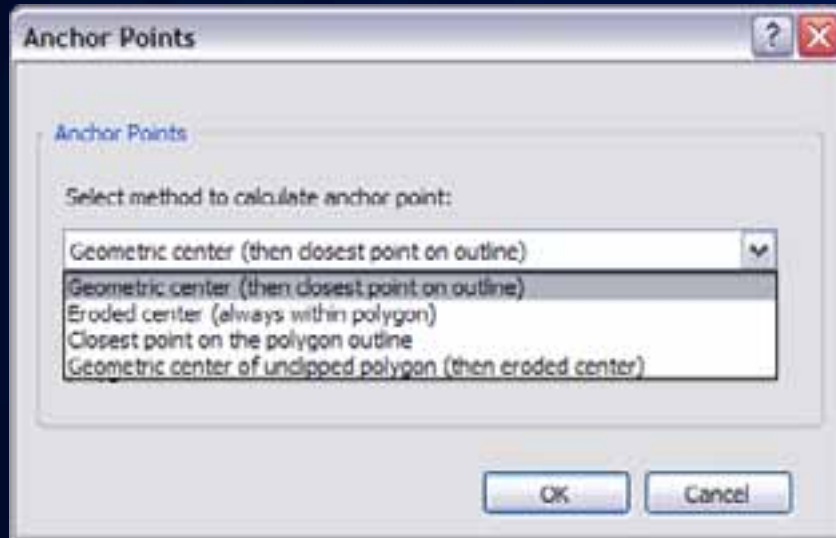 Anchor Points
Anchor Points
Select method to calculate anchor point:
Geometric center (then closest point on outline)
Geometric center (then closest point on outline)
Eroded center (always within polygon)
Closest point on the polygon outline
Geometric center of unclipped polygon (then eroded center)
OK
Cancel